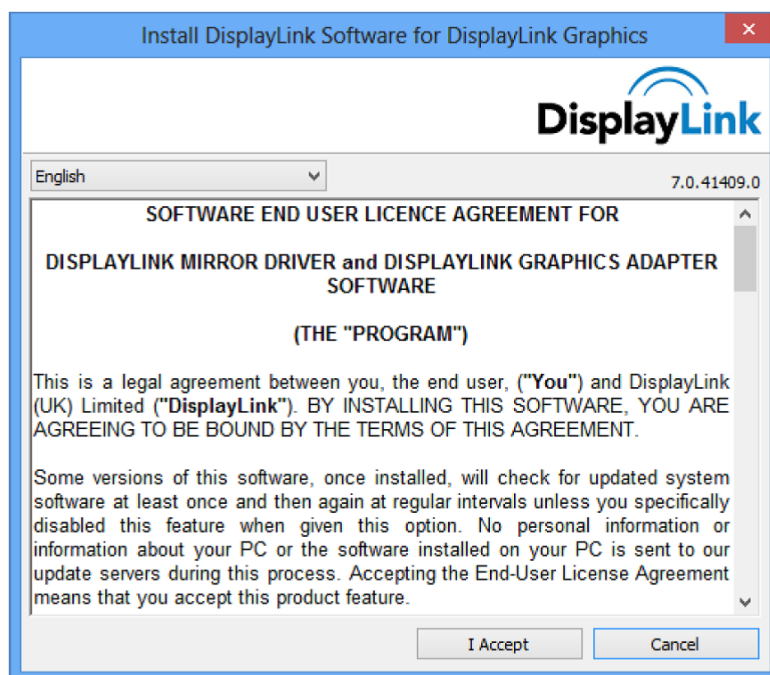 Install DisplayLink Software for DisplayLink Graphics
DisplayLink
English
7.0.41409.0
SOFTWARE END USER LICENCE AGREEMENT FOR
DISPLAYLINK MIRROR DRIVER and DISPLAYLINK GRAPHICS ADAPTER
SOFTWARE
(THE "PROGRAM")
This is a legal agreement between you, the end user, ("You") and DisplayLink
(UK) Limited ("DisplayLink"). BY INSTALLING THIS SOFTWARE, YOU ARE
AGREEING TO BE BOUND BY THE TERMS OF THIS AGREEMENT.
Some versions of this software, once installed, will check for updated system
software at least once and then again at regular intervals unless you specifically
disabled this feature when given this option. No personal information or
information about your PC or the software installed on your PC is sent to our
update servers during this process. Accepting the End-User License Agreement
means that you accept this product feature.
I Accept
Cancel